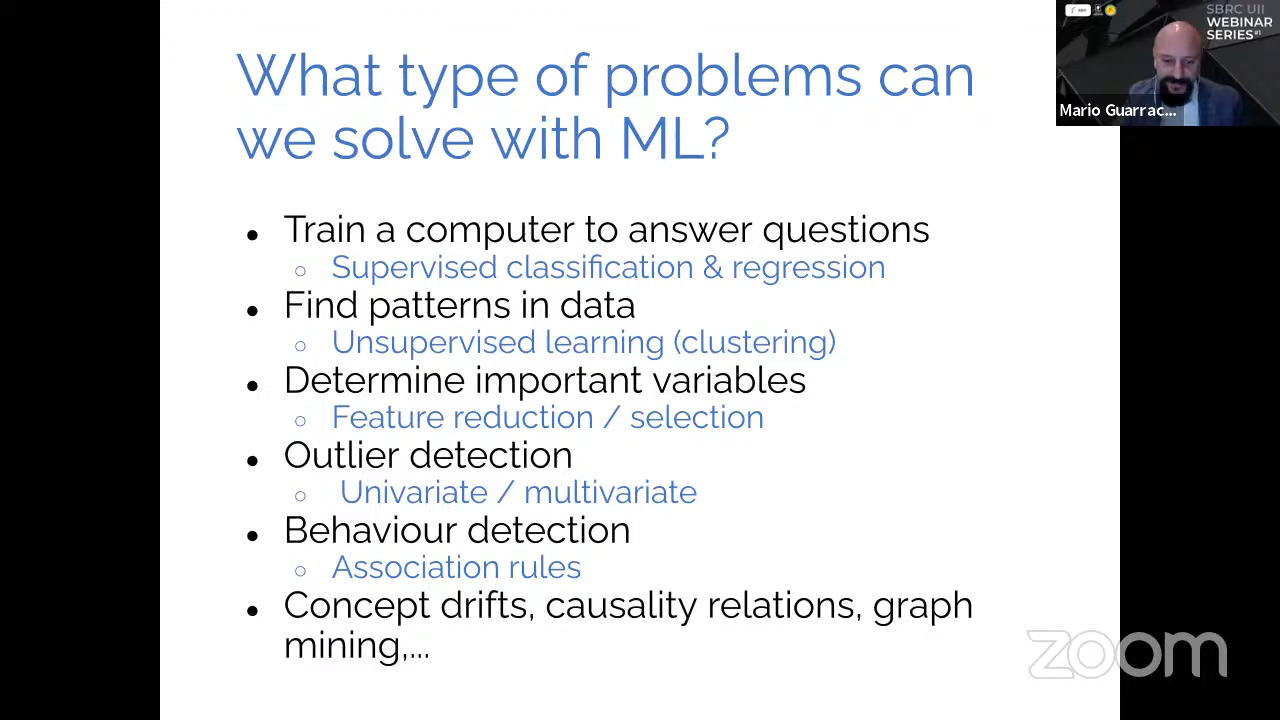 What type of problems can
we solve with ML?
● Train a computer to answer questions
○ Supervised classification & regression
● Find patterns in data
○ Unsupervised learning (clustering)
● Determine important variables
○ Feature reduction / selection
● Outlier detection
○ Univariate / multivariate
● Behaviour detection
○ Association rules
● Concept drifts, causality relations, graph
mining,...
SBRC UII
WEBINAR
SERIES#1
Mario Guarrac...
zoom